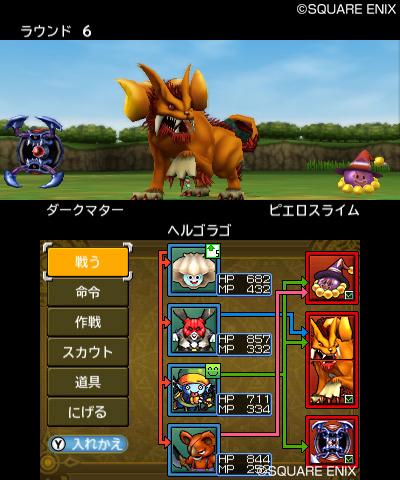 ©SQUARE ENIX
ラウンド 6
ダークマター
ピエロスライム
ヘルゴラゴ
戦う
命令
作戦
スカウト
道具
にげる
Ⓨ入れかえ
HP 682
MP 432
HP 857
MP 332
HP 711
MP 334
HP 844
©SQUARE ENIX